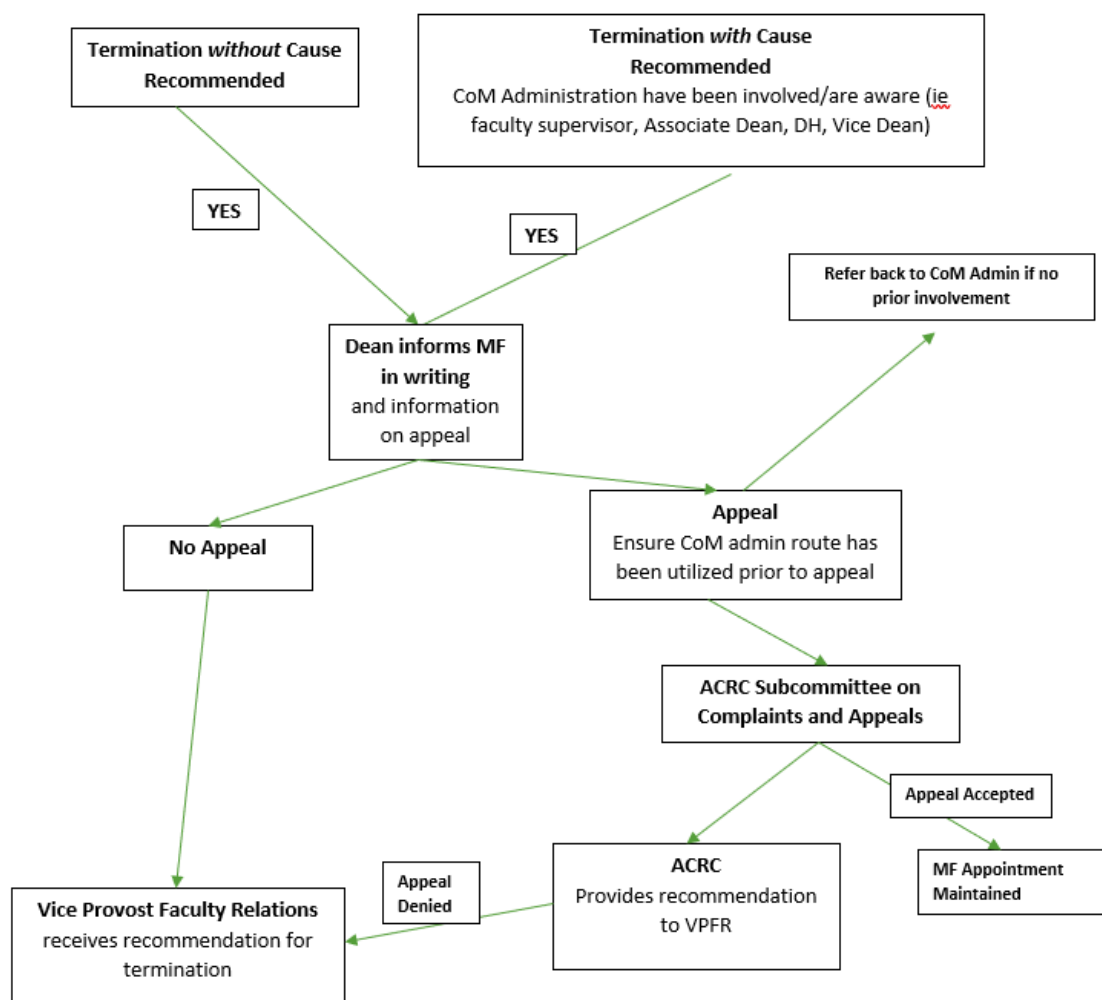 Termination without Cause
Recommended
Termination with Cause
Recommended
CoM Administration have been involved/are aware (ie
faculty supervisor, Associate Dean, DH, Vice Dean)
YES
YES
Refer back to CoM Admin if no
prior involvement
Dean informs MF
in writing
and information
on appeal
No Appeal
Appeal
Ensure CoM admin route has
been utilized prior to appeal
ACRC Subcommittee on
Complaints and Appeals
Appeal Accepted
MF Appointment
Maintained
ACRC
Provides recommendation
to VPFR
Appeal
Denied
Vice Provost Faculty Relations
receives recommendation for
termination